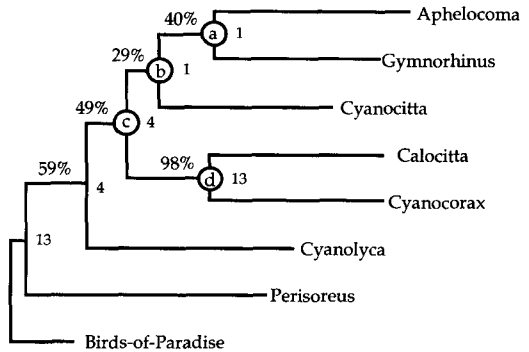 40%
Aphelocoma
a 1
29%
Gymnorhinus
b 1
49%
Cyanocitta
c 4
98%
Calocitta
59%
d 13
4
Cyanocorax
13
Cyanolyca
Perisoreus
Birds-of-Paradise